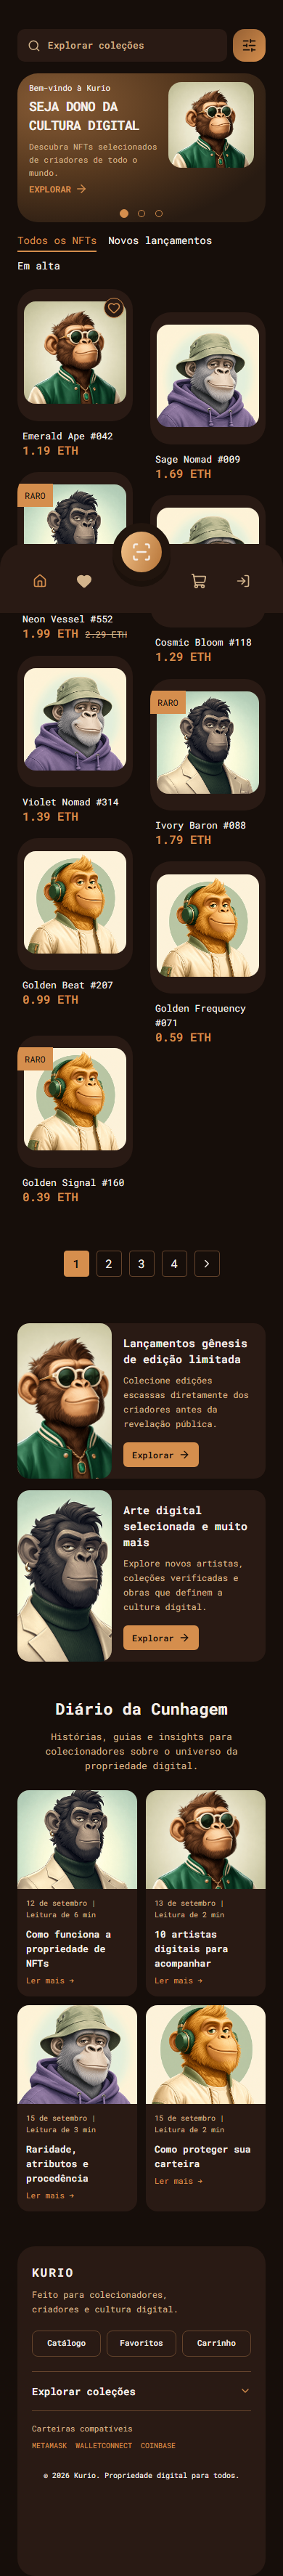 Explorar coleções
Bem-vindo à Kurio
SEJA DONO DA
CULTURA DIGITAL
Descubra NFTs selecionados
de criadores de todo o
mundo.
EXPLORAR →
Todos os NFTs
Novos lançamentos
Em alta
Emerald Ape #042
1.19 ETH
Sage Nomad #009
1.69 ETH
RARO
Neon Vessel #552
1.99 ETH 2.29 ETH
Cosmic Bloom #118
1.29 ETH
Violet Nomad #314
1.39 ETH
RARO
Ivory Baron #088
1.79 ETH
Golden Beat #207
0.99 ETH
Golden Frequency
#071
0.59 ETH
RARO
Golden Signal #160
0.39 ETH
1 2 3 4 >
Lançamentos gênesis
de edição limitada
Colecione edições
escassas diretamente dos
criadores antes da
revelação pública.
Explorar →
Arte digital
selecionada e muito
mais
Explore novos artistas,
coleções verificadas e
obras que definem a
cultura digital.
Explorar →
Diário da Cunhagem
Histórias, guias e insights para
colecionadores sobre o universo da
propriedade digital.
12 de setembro |
Leitura de 6 min
Como funciona a
propriedade de
NFTs
Ler mais →
13 de setembro |
Leitura de 2 min
10 artistas
digitais para
acompanhar
Ler mais →
15 de setembro |
Leitura de 3 min
Raridade,
atributos e
procedência
Ler mais →
15 de setembro |
Leitura de 2 min
Como proteger sua
carteira
Ler mais →
KURIO
Feito para colecionadores,
criadores e cultura digital.
Catálogo
Favoritos
Carrinho
Explorar coleções
Carteiras compatíveis
METAMASK WALLETCONNECT COINBASE
© 2026 Kurio. Propriedade digital para todos.